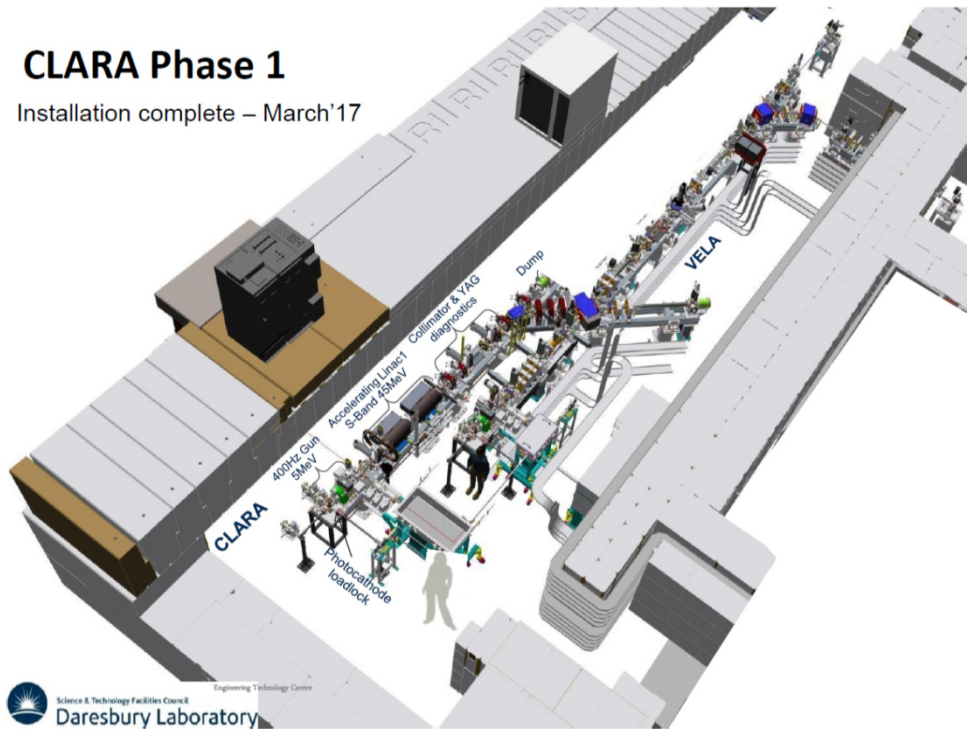 CLARA Phase 1
Installation complete – March'17
Dump
Collimator & YAG
diagnostics
Accelerating Linac1
S-Band 45MeV
400Hz Gun
5MeV
CLARA
Photocathode
loadlock
VELA
Engineering Technology Centre
Science & Technology Facilities Council
Daresbury Laboratory